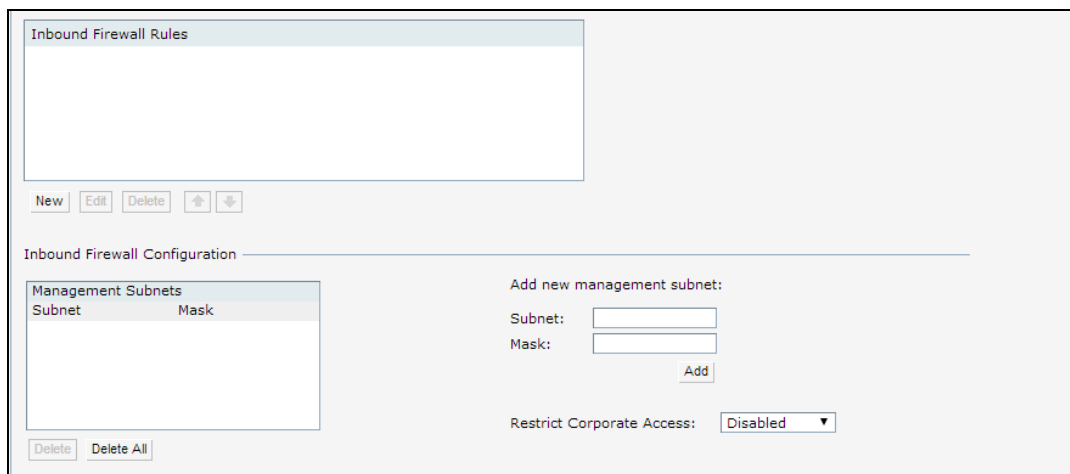 Inbound Firewall Rules
New Edit Delete
Inbound Firewall Configuration
Management Subnets
Subnet Mask
Delete Delete All
Add new management subnet:
Subnet:
Mask:
Add
Restrict Corporate Access: Disabled